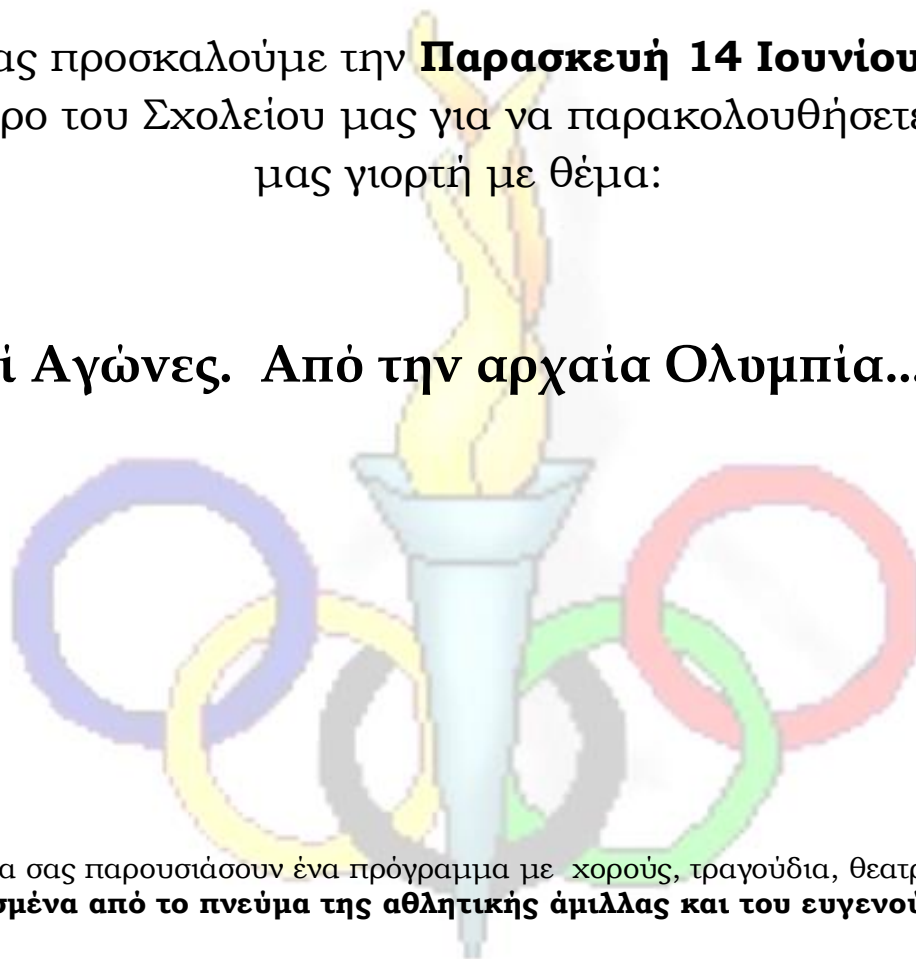 ας προσκαλούμε την Παρασκευή 14 Ιουνίου
ρο του Σχολείου μας για να παρακολουθήσετε
μας γιορτή με θέμα:
ί Αγώνες. Από την αρχαία Ολυμπία...
α σας παρουσιάσουν ένα πρόγραμμα με χορούς, τραγούδια, θεατρ
σμένα από το πνεύμα της αθλητικής άμιλλας και του ευγενού